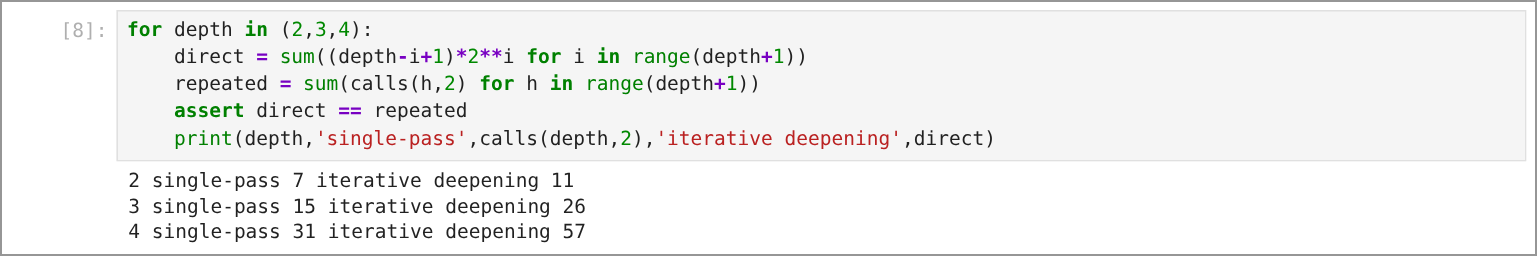 [8]: for depth in (2,3,4):
    direct = sum((depth-i+1)*2**i for i in range(depth+1))
    repeated = sum(calls(h,2) for h in range(depth+1))
    assert direct == repeated
    print(depth,'single-pass',calls(depth,2),'iterative deepening',direct)
2 single-pass 7 iterative deepening 11
3 single-pass 15 iterative deepening 26
4 single-pass 31 iterative deepening 57